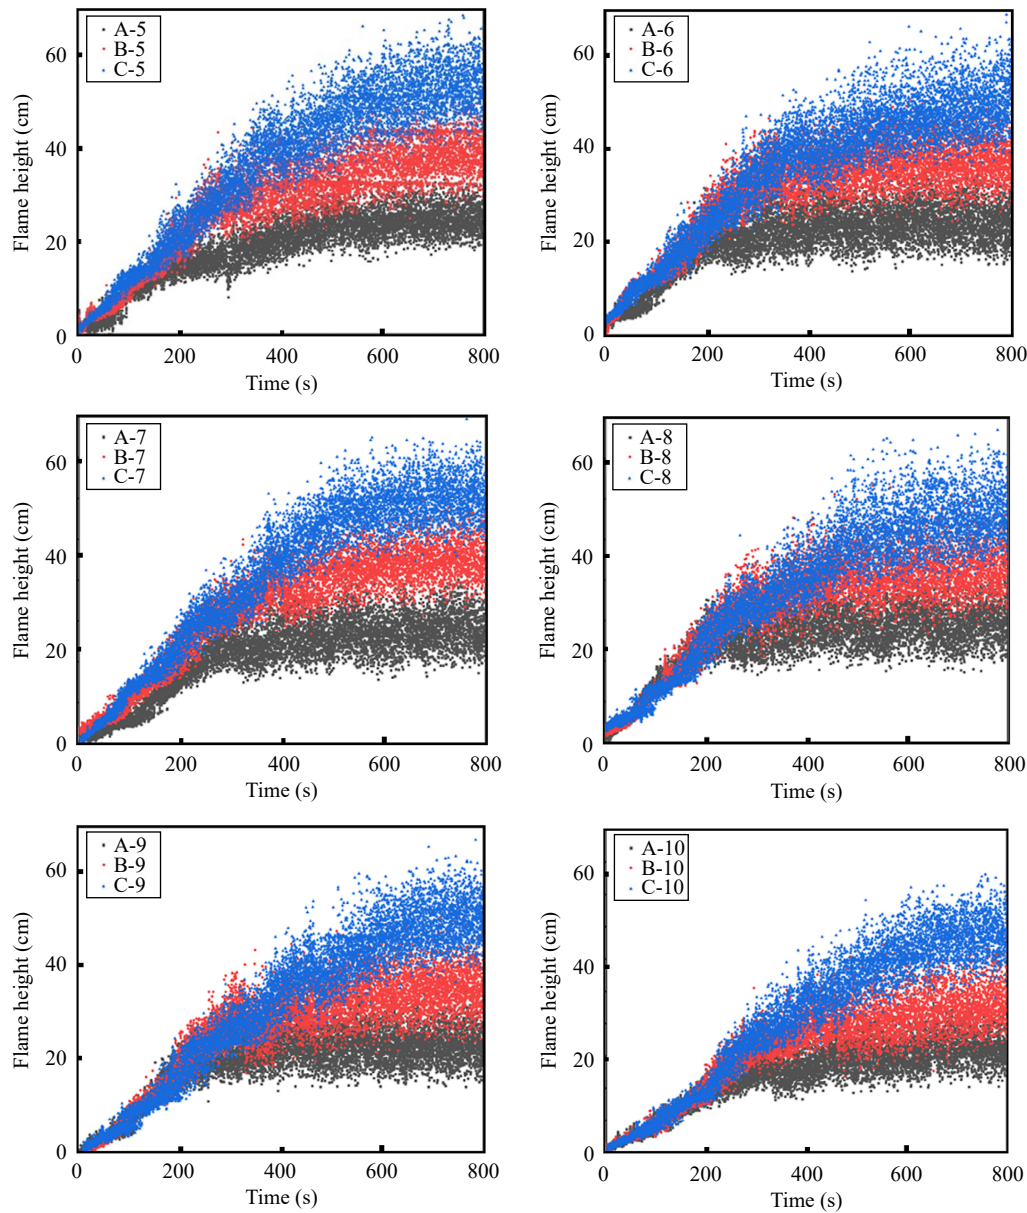 A-5
B-5
C-5
60
40
20
0
Flame height (cm)
0 200 400 600 800
Time (s)
A-6
B-6
C-6
60
40
20
0
Flame height (cm)
0 200 400 600 800
Time (s)
A-7
B-7
C-7
60
40
20
0
Flame height (cm)
0 200 400 600 800
Time (s)
A-8
B-8
C-8
60
40
20
0
Flame height (cm)
0 200 400 600 800
Time (s)
A-9
B-9
C-9
60
40
20
0
Flame height (cm)
0 200 400 600 800
Time (s)
A-10
B-10
C-10
60
40
20
0
Flame height (cm)
0 200 400 600 800
Time (s)